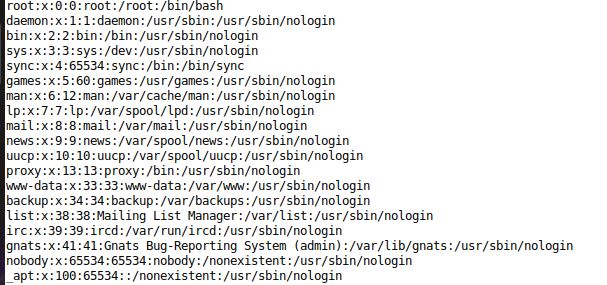 root:x:0:0:root:/root:/bin/bash
daemon:x:1:1:daemon:/usr/sbin:/usr/sbin/nologin
bin:x:2:2:bin:/bin:/usr/sbin/nologin
sys:x:3:3:sys:/dev:/usr/sbin/nologin
sync:x:4:65534:sync:/bin:/bin/sync
games:x:5:60:games:/usr/games:/usr/sbin/nologin
man:x:6:12:man:/var/cache/man:/usr/sbin/nologin
lp:x:7:7:lp:/var/spool/lpd:/usr/sbin/nologin
mail:x:8:8:mail:/var/mail:/usr/sbin/nologin
news:x:9:9:news:/var/spool/news:/usr/sbin/nologin
uucp:x:10:10:uucp:/var/spool/uucp:/usr/sbin/nologin
proxy:x:13:13:proxy:/bin:/usr/sbin/nologin
www-data:x:33:33:www-data:/var/www:/usr/sbin/nologin
backup:x:34:34:backup:/var/backups:/usr/sbin/nologin
list:x:38:38:Mailing List Manager:/var/list:/usr/sbin/nologin
irc:x:39:39:ircd:/var/run/ircd:/usr/sbin/nologin
gnats:x:41:41:Gnats Bug-Reporting System (admin):/var/lib/gnats:/usr/sbin/nologin
nobody:x:65534:65534:nobody:/nonexistent:/usr/sbin/nologin
_apt:x:100:65534::/nonexistent:/usr/sbin/nologin